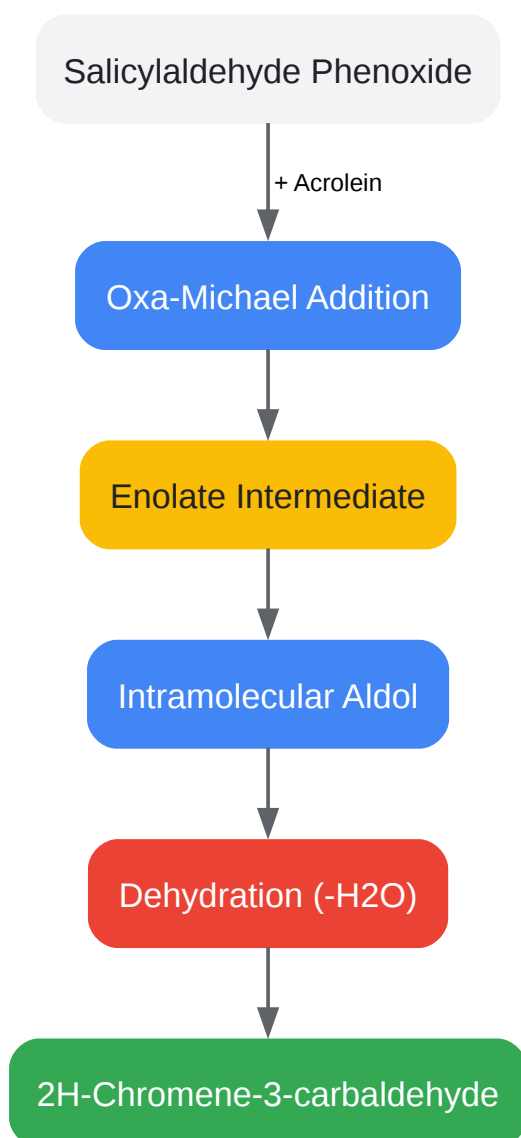 Salicylaldehyde Phenoxide
+ Acrolein
Oxa-Michael Addition
Enolate Intermediate
Intramolecular Aldol
Dehydration (-H2O)
2H-Chromene-3-carbaldehyde